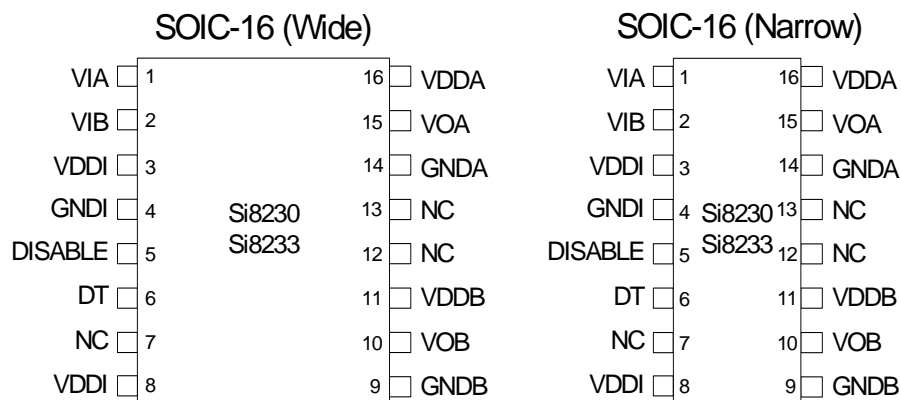 SOIC-16 (Wide)
VIA 1 16 VDDA
VIB 2 15 VOA
VDDI 3 14 GNDA
GNDI 4 Si8230 13 NC
Si8233
DISABLE 5 12 NC
DT 6 11 VDDB
NC 7 10 VOB
VDDI 8 9 GNDB
SOIC-16 (Narrow)
VIA 1 16 VDDA
VIB 2 15 VOA
VDDI 3 14 GNDA
GNDI 4 Si8230 13 NC
Si8233
DISABLE 5 12 NC
DT 6 11 VDDB
NC 7 10 VOB
VDDI 8 9 GNDB